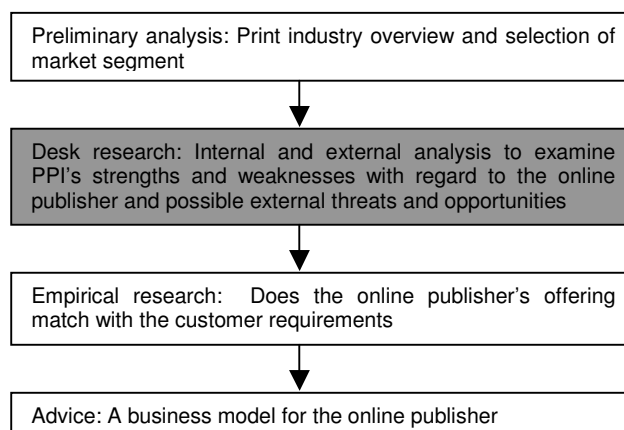 Preliminary analysis: Print industry overview and selection of
market segment
Desk research: Internal and external analysis to examine
PPI's strengths and weaknesses with regard to the online
publisher and possible external threats and opportunities
Empirical research: Does the online publisher's offering
match with the customer requirements
Advice: A business model for the online publisher